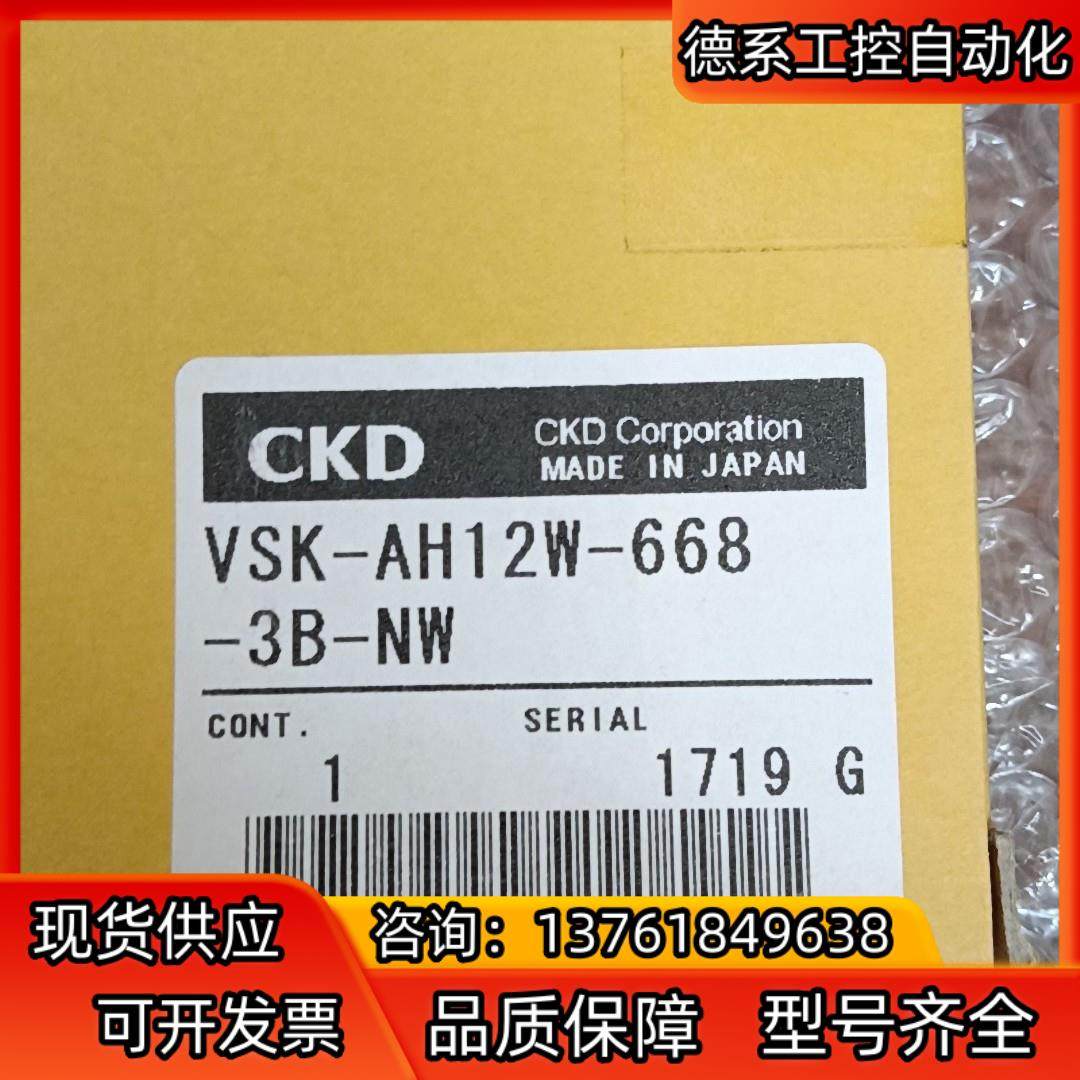 德系工控自动化
CKD
CKD Corporation
MADE IN JAPAN
VSK-AH12W-668
-3B-NW
CONT.
SERIAL
1
1719 G
现货供应
咨询：13761849638
可开发票
品质保障
型号齐全